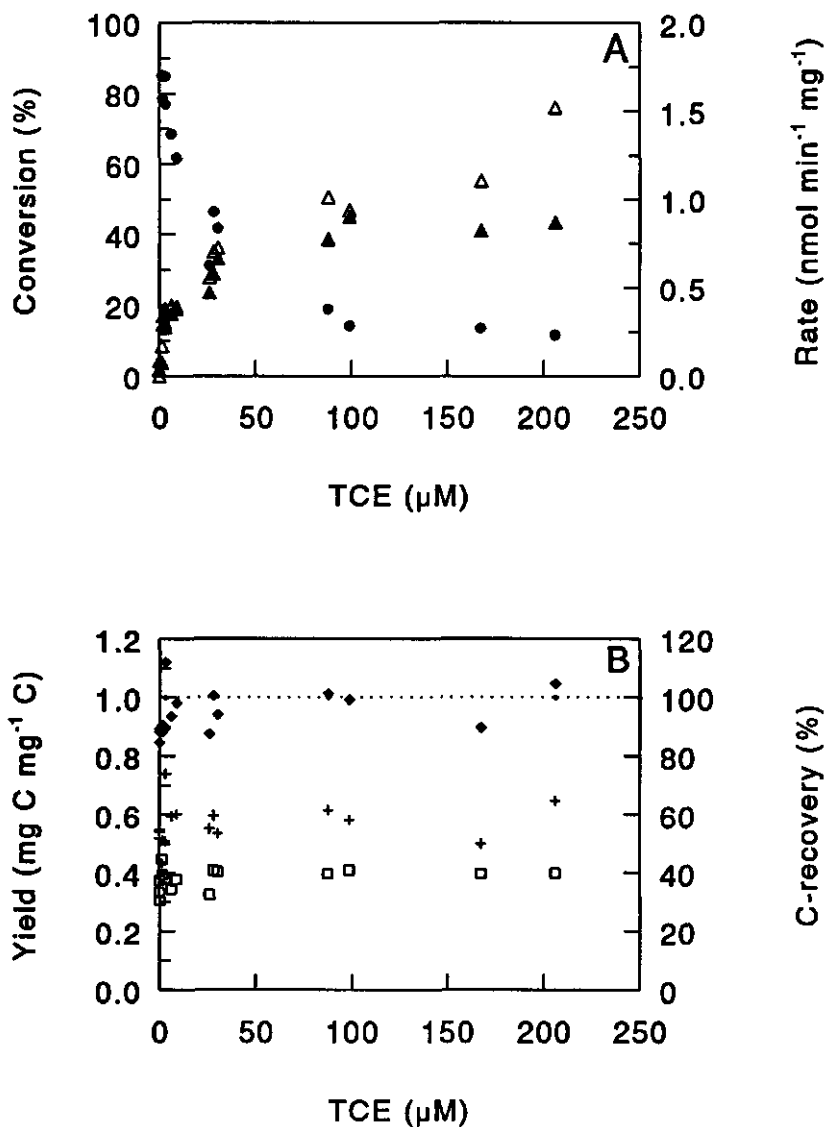 A
Conversion (%)
100
80
60
40
20
0
2.0
1.5
1.0
0.5
0.0
Rate (nmol min⁻¹ mg⁻¹)
0 50 100 150 200 250
TCE (µM)
B
Yield (mg C mg⁻¹ C)
1.2
1.0
0.8
0.6
0.4
0.2
0.0
120
100
80
60
40
20
0
C-recovery (%)
0 50 100 150 200 250
TCE (µM)